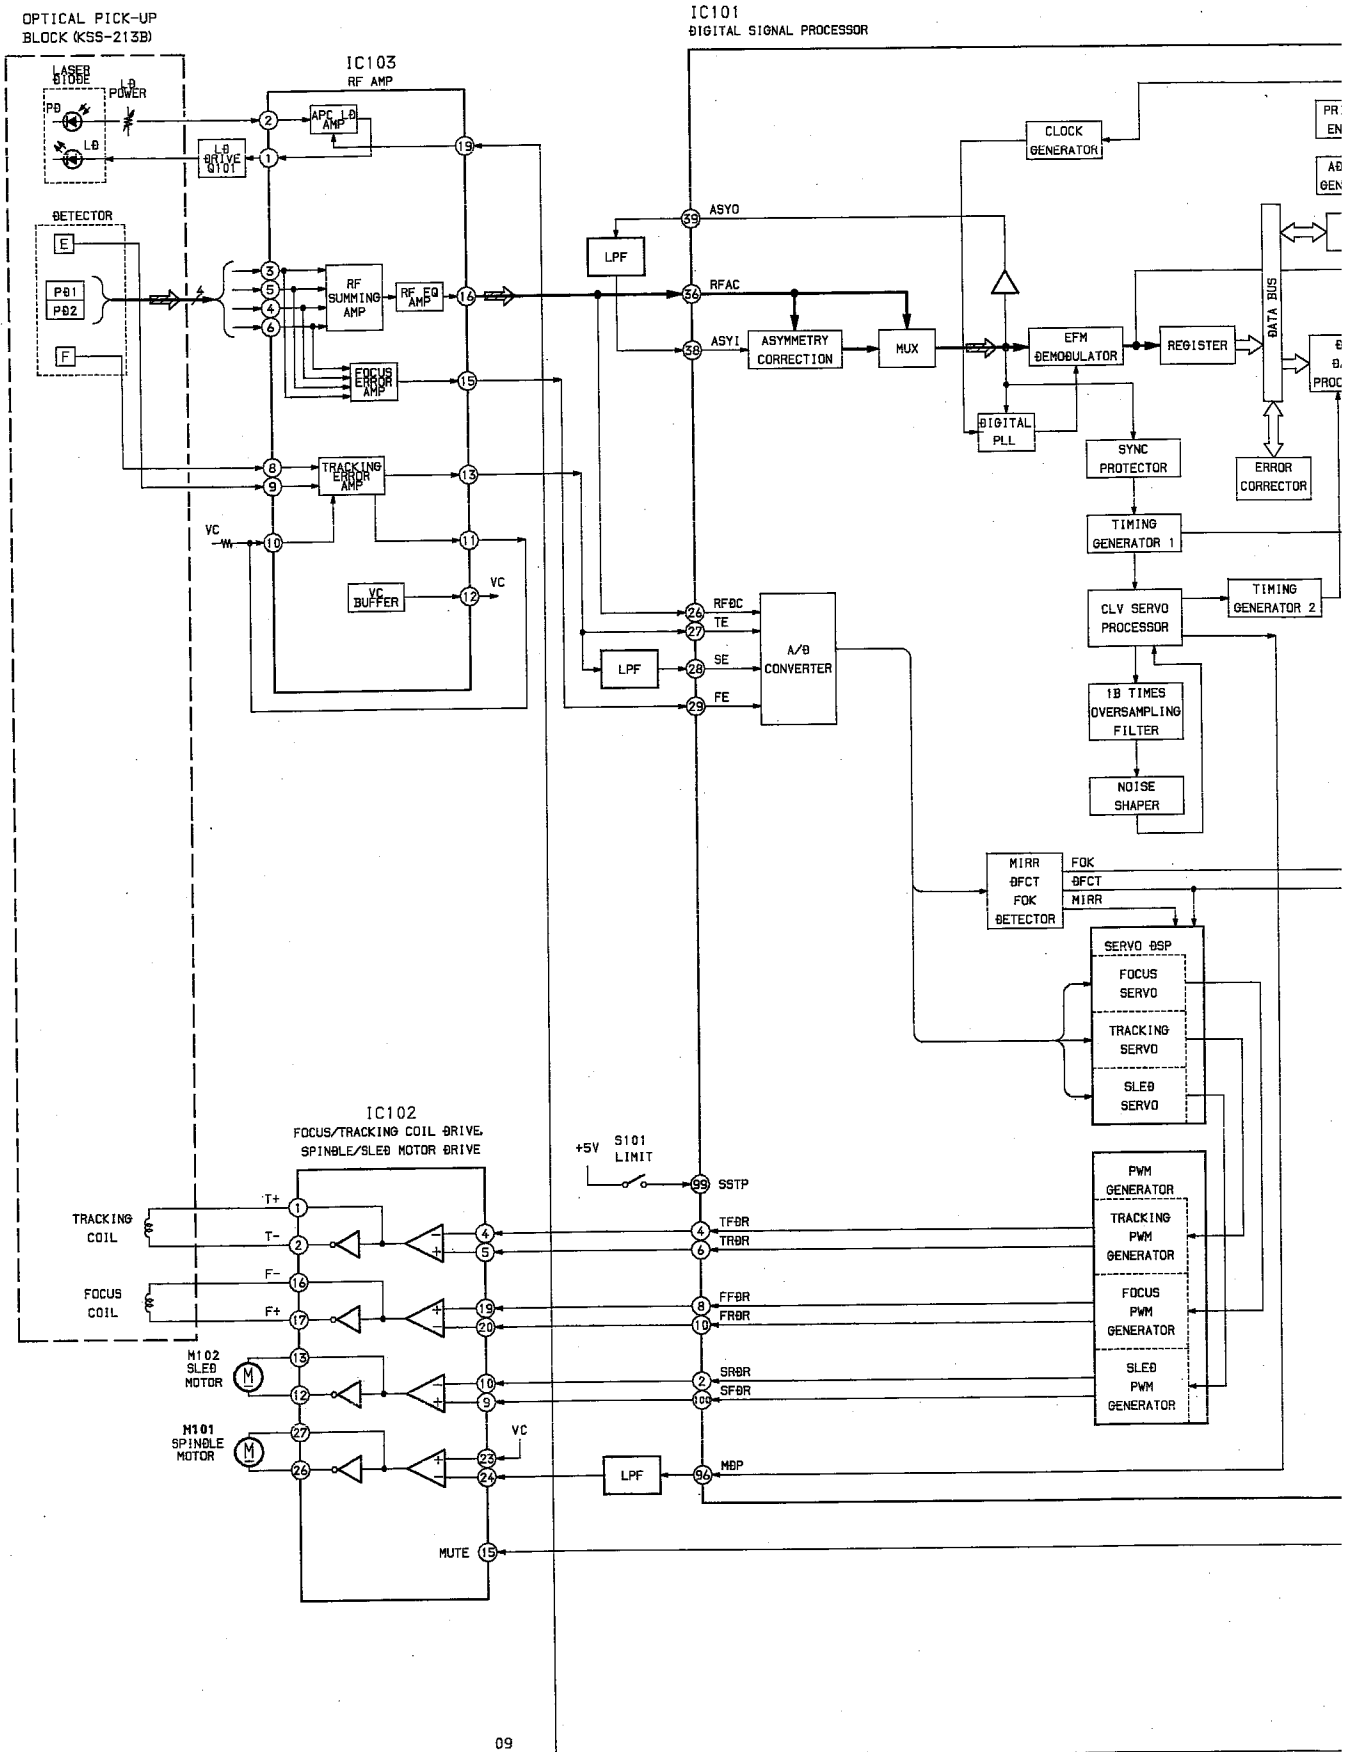 OPTICAL PICK-UP
BLOCK (KSS-213B)
LASER
DIODE
PD
LD
LD
POWER
LD
DRIVE
Q101
IC103
RF AMP
2
1
APC LD
AMP
19
DETECTOR
E
PD1
PD2
F
4
3
5
4
6
RF
SUMMING
AMP
RF EQ
AMP
16
FOCUS
ERROR
AMP
15
8
9
TRACKING
ERROR
AMP
13
VC
10
11
VC
BUFFER
12
VC
IC101
DIGITAL SIGNAL PROCESSOR
CLOCK
GENERATOR
PR
EN
AD
GEN
39
ASYO
LPF
36
RFAC
38
ASYI
ASYMMETRY
CORRECTION
MUX
EFM
DEMODULATOR
REGISTER
DATA BUS
D
DA
PROC
DIGITAL
PLL
SYNC
PROTECTOR
ERROR
CORRECTOR
TIMING
GENERATOR 1
CLV SERVO
PROCESSOR
TIMING
GENERATOR 2
18 TIMES
OVERSAMPLING
FILTER
NOISE
SHAPER
26
RFDC
27
TE
LPF
28
SE
29
FE
A/D
CONVERTER
MIRR
DFCT
FOK
DETECTOR
FOK
DFCT
MIRR
SERVO DSP
FOCUS
SERVO
TRACKING
SERVO
SLED
SERVO
IC102
FOCUS/TRACKING COIL DRIVE,
SPINDLE/SLED MOTOR DRIVE
+5V
S101
LIMIT
99
SSTP
PWM
GENERATOR
TRACKING
PWM
GENERATOR
FOCUS
PWM
GENERATOR
SLED
PWM
GENERATOR
TRACKING
COIL
T+
1
T-
2
4
5
4
TFDR
6
TRDR
FOCUS
COIL
F-
16
F+
17
19
20
8
FFDR
10
FRDR
M102
SLED
MOTOR
M
13
12
10
9
2
SRDR
100
SFDR
M101
SPINDLE
MOTOR
M
27
26
23
24
VC
LPF
96
MDP
MUTE
15
09